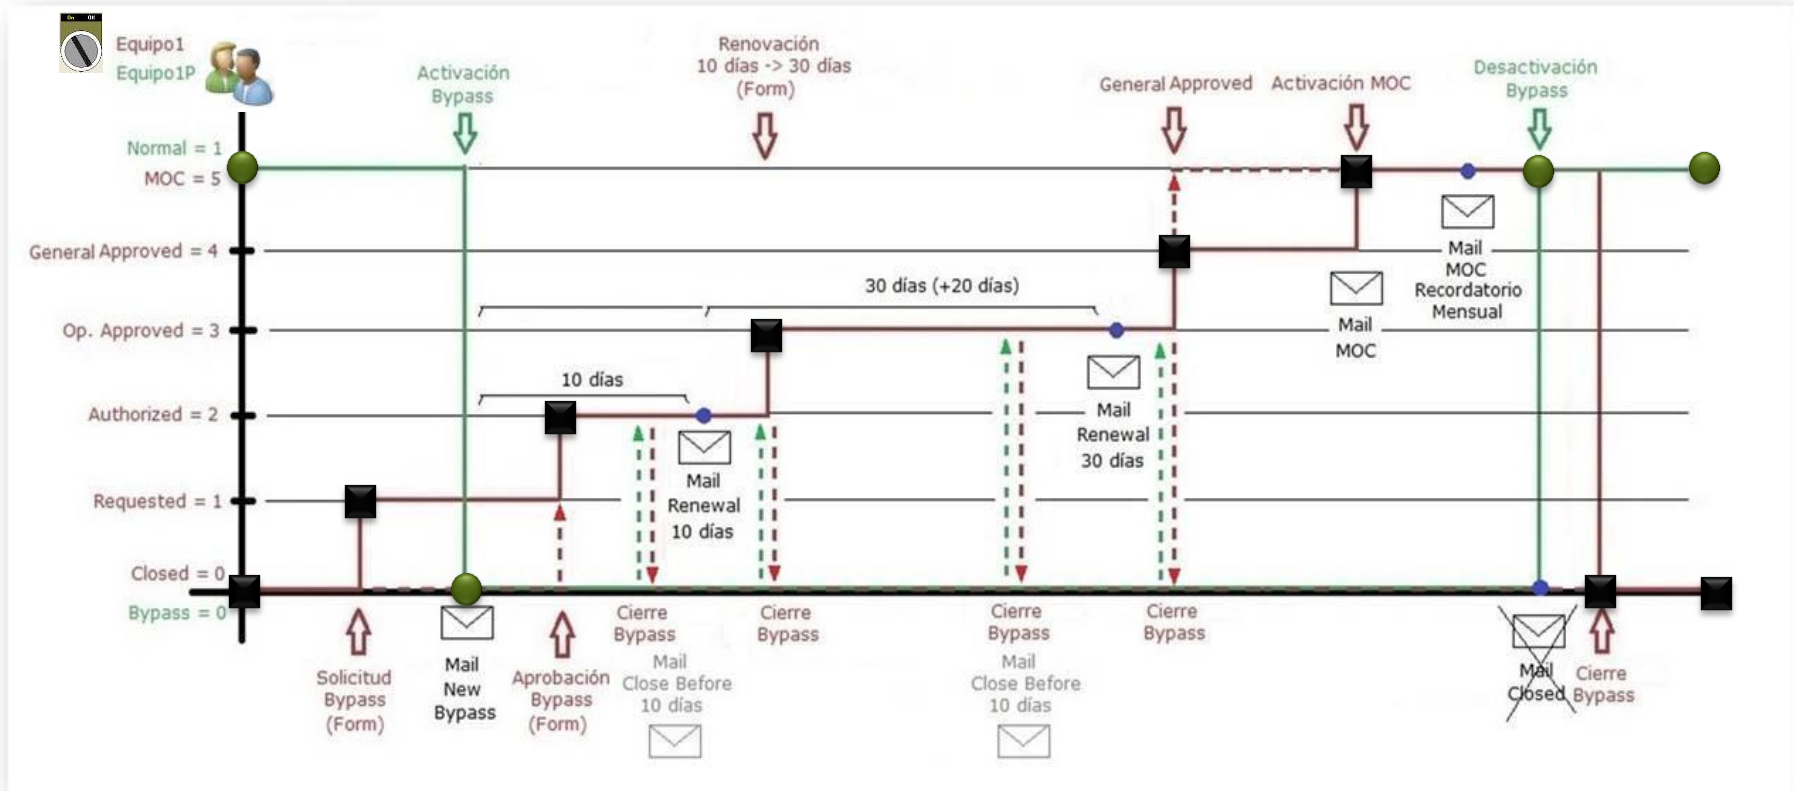 On Off
Equipo1
Equipo1P
Activación
Bypass
Renovación
10 días -> 30 días
(Form)
General Approved
Activación MOC
Desactivación
Bypass
Normal = 1
MOC = 5
General Approved = 4
Op. Approved = 3
Authorized = 2
Requested = 1
Closed = 0
Bypass = 0
30 días (+20 días)
10 días
Mail
Renewal
10 días
Mail
Renewal
30 días
Mail
MOC
Mail
MOC
Recordatorio
Mensual
Solicitud
Bypass
(Form)
Mail
New
Bypass
Aprobación
Bypass
(Form)
Cierre
Bypass
Mail
Close Before
10 días
Cierre
Bypass
Cierre
Bypass
Mail
Close Before
10 días
Cierre
Bypass
Mail
Closed
Cierre
Bypass